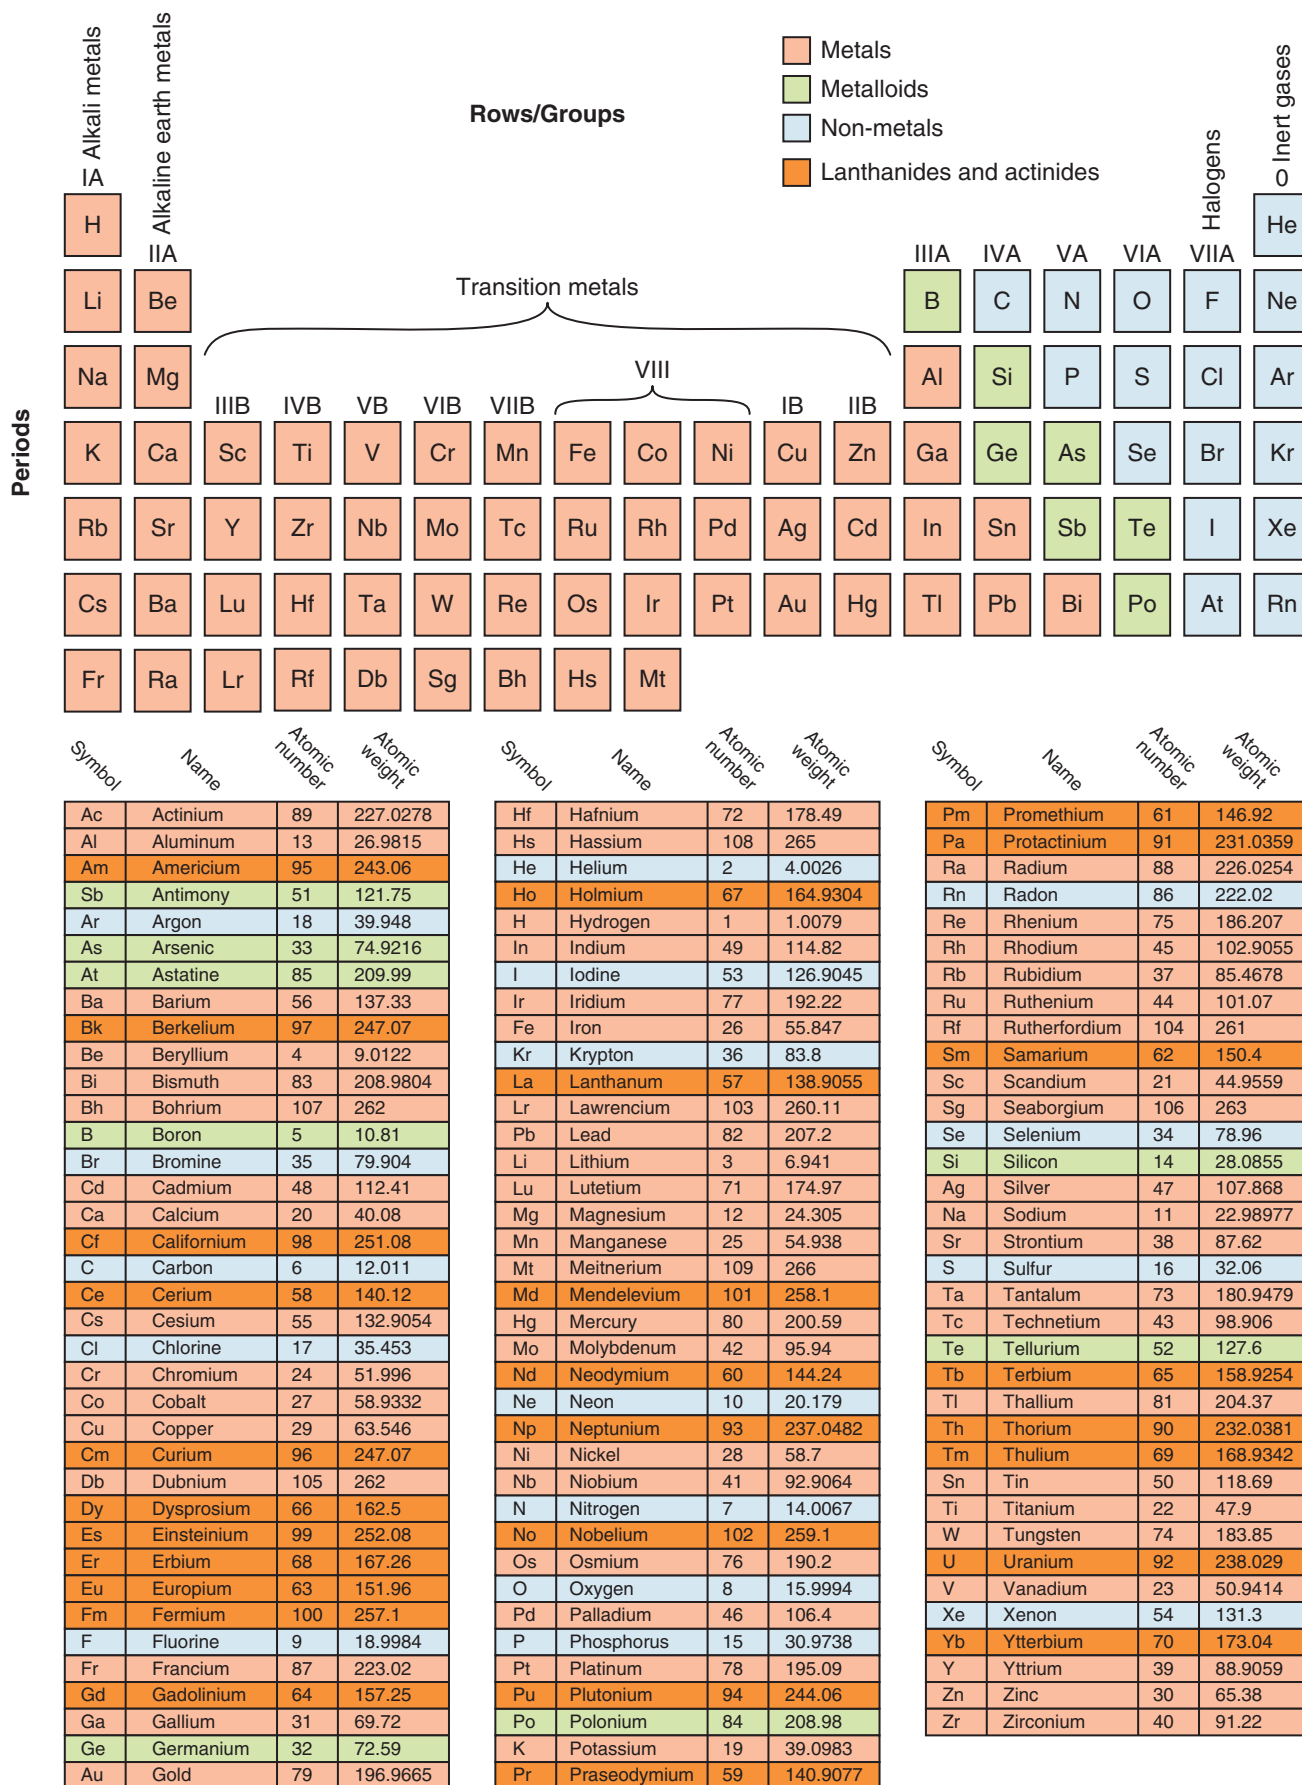 Alkali metals
Alkaline earth metals
Rows/Groups
Metals
Metalloids
Non-metals
Lanthanides and actinides
Halogens
Inert gases
IA
0
H
He
IIA
IIIA IVA VA VIA VIIA
Li Be
Transition metals
B C N O F Ne
Na Mg
VIII
Al Si P S Cl Ar
IIIB IVB VB VIB VIIB IB IIB
Periods
K Ca Sc Ti V Cr Mn Fe Co Ni Cu Zn Ga Ge As Se Br Kr
Rb Sr Y Zr Nb Mo Tc Ru Rh Pd Ag Cd In Sn Sb Te I Xe
Cs Ba Lu Hf Ta W Re Os Ir Pt Au Hg Tl Pb Bi Po At Rn
Fr Ra Lr Rf Db Sg Bh Hs Mt
Symbol Name Atomic number Atomic weight
Ac Actinium 89 227.0278
Al Aluminum 13 26.9815
Am Americium 95 243.06
Sb Antimony 51 121.75
Ar Argon 18 39.948
As Arsenic 33 74.9216
At Astatine 85 209.99
Ba Barium 56 137.33
Bk Berkelium 97 247.07
Be Beryllium 4 9.0122
Bi Bismuth 83 208.9804
Bh Bohrium 107 262
B Boron 5 10.81
Br Bromine 35 79.904
Cd Cadmium 48 112.41
Ca Calcium 20 40.08
Cf Californium 98 251.08
C Carbon 6 12.011
Ce Cerium 58 140.12
Cs Cesium 55 132.9054
Cl Chlorine 17 35.453
Cr Chromium 24 51.996
Co Cobalt 27 58.9332
Cu Copper 29 63.546
Cm Curium 96 247.07
Db Dubnium 105 262
Dy Dysprosium 66 162.5
Es Einsteinium 99 252.08
Er Erbium 68 167.26
Eu Europium 63 151.96
Fm Fermium 100 257.1
F Fluorine 9 18.9984
Fr Francium 87 223.02
Gd Gadolinium 64 157.25
Ga Gallium 31 69.72
Ge Germanium 32 72.59
Au Gold 79 196.9665
Symbol Name Atomic number Atomic weight
Hf Hafnium 72 178.49
Hs Hassium 108 265
He Helium 2 4.0026
Ho Holmium 67 164.9304
H Hydrogen 1 1.0079
In Indium 49 114.82
I Iodine 53 126.9045
Ir Iridium 77 192.22
Fe Iron 26 55.847
Kr Krypton 36 83.8
La Lanthanum 57 138.9055
Lr Lawrencium 103 260.11
Pb Lead 82 207.2
Li Lithium 3 6.941
Lu Lutetium 71 174.97
Mg Magnesium 12 24.305
Mn Manganese 25 54.938
Mt Meitnerium 109 266
Md Mendelevium 101 258.1
Hg Mercury 80 200.59
Mo Molybdenum 42 95.94
Nd Neodymium 60 144.24
Ne Neon 10 20.179
Np Neptunium 93 237.0482
Ni Nickel 28 58.7
Nb Niobium 41 92.9064
N Nitrogen 7 14.0067
No Nobelium 102 259.1
Os Osmium 76 190.2
O Oxygen 8 15.9994
Pd Palladium 46 106.4
P Phosphorus 15 30.9738
Pt Platinum 78 195.09
Pu Plutonium 94 244.06
Po Polonium 84 208.98
K Potassium 19 39.0983
Pr Praseodymium 59 140.9077
Symbol Name Atomic number Atomic weight
Pm Promethium 61 146.92
Pa Protactinium 91 231.0359
Ra Radium 88 226.0254
Rn Radon 86 222.02
Re Rhenium 75 186.207
Rh Rhodium 45 102.9055
Rb Rubidium 37 85.4678
Ru Ruthenium 44 101.07
Rf Rutherfordium 104 261
Sm Samarium 62 150.4
Sc Scandium 21 44.9559
Sg Seaborgium 106 263
Se Selenium 34 78.96
Si Silicon 14 28.0855
Ag Silver 47 107.868
Na Sodium 11 22.98977
Sr Strontium 38 87.62
S Sulfur 16 32.06
Ta Tantalum 73 180.9479
Tc Technetium 43 98.906
Te Tellurium 52 127.6
Tb Terbium 65 158.9254
Tl Thallium 81 204.37
Th Thorium 90 232.0381
Tm Thulium 69 168.9342
Sn Tin 50 118.69
Ti Titanium 22 47.9
W Tungsten 74 183.85
U Uranium 92 238.029
V Vanadium 23 50.9414
Xe Xenon 54 131.3
Yb Ytterbium 70 173.04
Y Yttrium 39 88.9059
Zn Zinc 30 65.38
Zr Zirconium 40 91.22